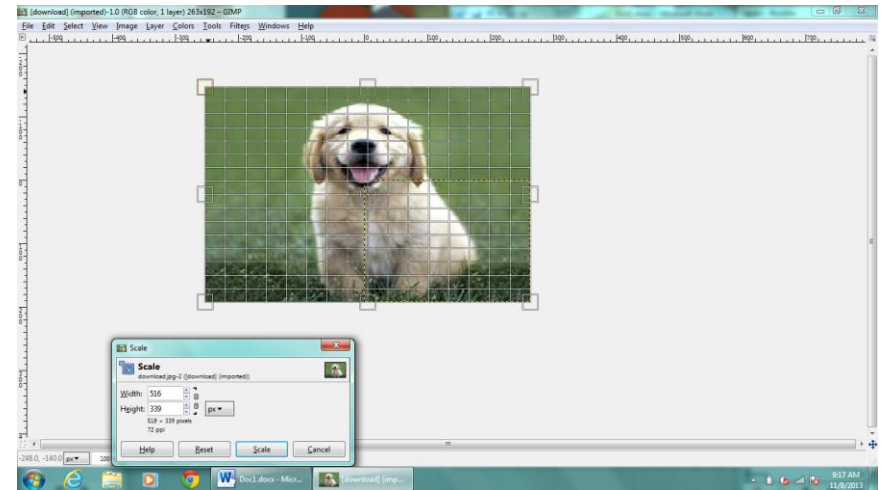 [download] (imported)-1.0 (RGB color, 1 layer) 263x192 – GIMP
File Edit Select View Image Layer Colors Tools Filters Windows Help
Scale
Scale
download.jpg-2 ([download] (imported))
Width: 516
Height: 339 px
516 × 339 pixels
72 ppi
Help Reset Scale Cancel
-248.0, -140.0 px 100
Doc1.docx - Micr... [download] (imp...
9:17 AM
11/8/2013